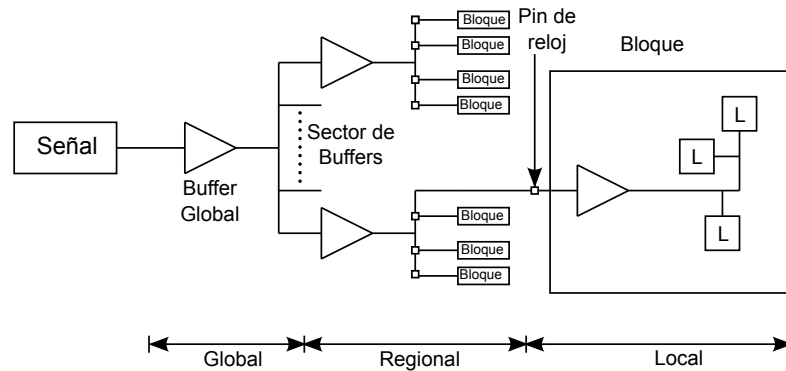 Señal
Buffer
Global
Sector de
Buffers
Bloque
Bloque
Bloque
Bloque
Bloque
Bloque
Bloque
Pin de
reloj
Bloque
L
L
L
Global
Regional
Local